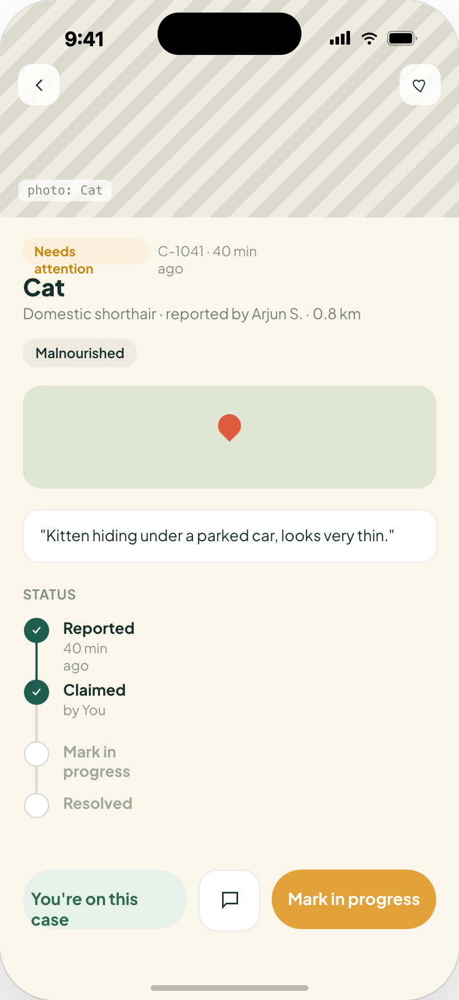 9:41
photo: Cat
Needs
attention
C-1041 · 40 min
ago
Cat
Domestic shorthair · reported by Arjun S. · 0.8 km
Malnourished
"Kitten hiding under a parked car, looks very thin."
STATUS
Reported
40 min
ago
Claimed
by You
Mark in
progress
Resolved
You're on this
case
Mark in progress